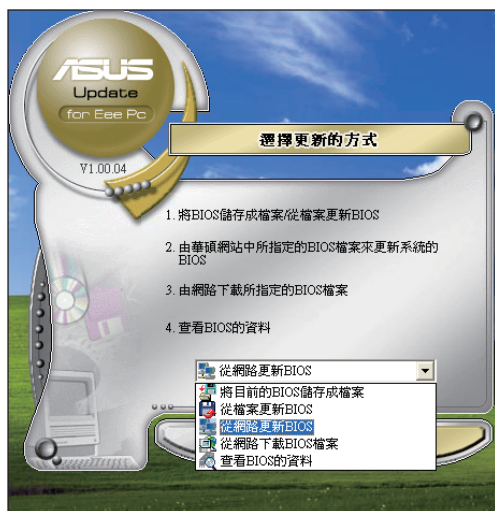 ASUS
Update
for Eee Pc
V1.00.04
選擇更新的方式
1. 將BIOS儲存成檔案/從檔案更新BIOS
2. 由華碩網站中所指定的BIOS檔案來更新系統的
BIOS
3. 由網路下載所指定的BIOS檔案
4. 查看BIOS的資料
從網路更新BIOS
將目前的BIOS儲存成檔案
從檔案更新BIOS
從網路更新BIOS
從網路下載BIOS檔案
查看BIOS的資料